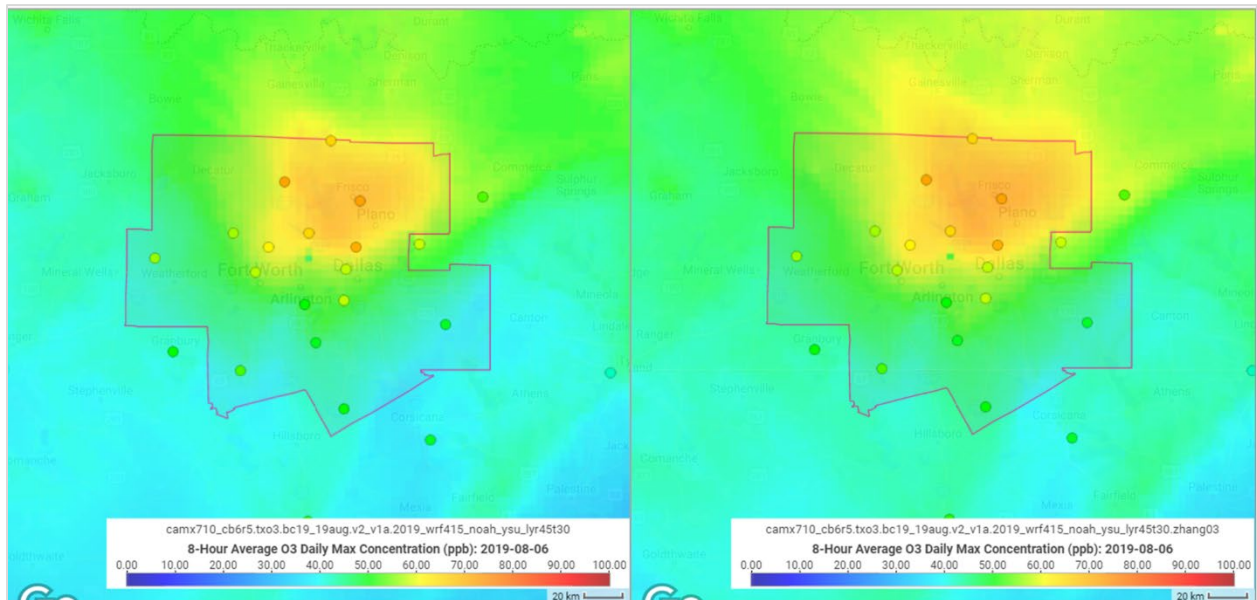 Wichita Falls
Durant
Thackerville
Denison
Gainesville
Sherman
Paris
Bowie
Jacksboro
Decatur
Commerce
Sulphur
Springs
Graham
Frisco
Plano
Mineral Wells
Weatherford
Fort Worth
Dallas
Arlington
Mineola
Canton
Lindale
Granbury
Stephenville
Athens
Corsicana
Hillsboro
Palestine
Fairfield
Mexia
Goldthwaite
camx710_cb6r5.txo3.bc19_19aug.v2_v1a.2019_wrf415_noah_ysu_lyr45t30
8-Hour Average O3 Daily Max Concentration (ppb): 2019-08-06
0.00 10.00 20.00 30.00 40.00 50.00 60.00 70.00 80.00 90.00 100.00
20 km
Wichita Falls
Durant
Thackerville
Denison
Gainesville
Sherman
Paris
Bowie
Jacksboro
Decatur
Commerce
Sulphur
Springs
Graham
Frisco
Plano
Mineral Wells
Weatherford
Fort Worth
Dallas
Arlington
Mineola
Canton
Ranger
Granbury
Stephenville
Athens
Corsicana
Comanche
Hillsboro
Palestine
Fairfield
Mexia
Goldthwaite
camx710_cb6r5.txo3.bc19_19aug.v2_v1a.2019_wrf415_noah_ysu_lyr45t30.zhang03
8-Hour Average O3 Daily Max Concentration (ppb): 2019-08-06
0.00 10.00 20.00 30.00 40.00 50.00 60.00 70.00 80.00 90.00 100.00
20 km